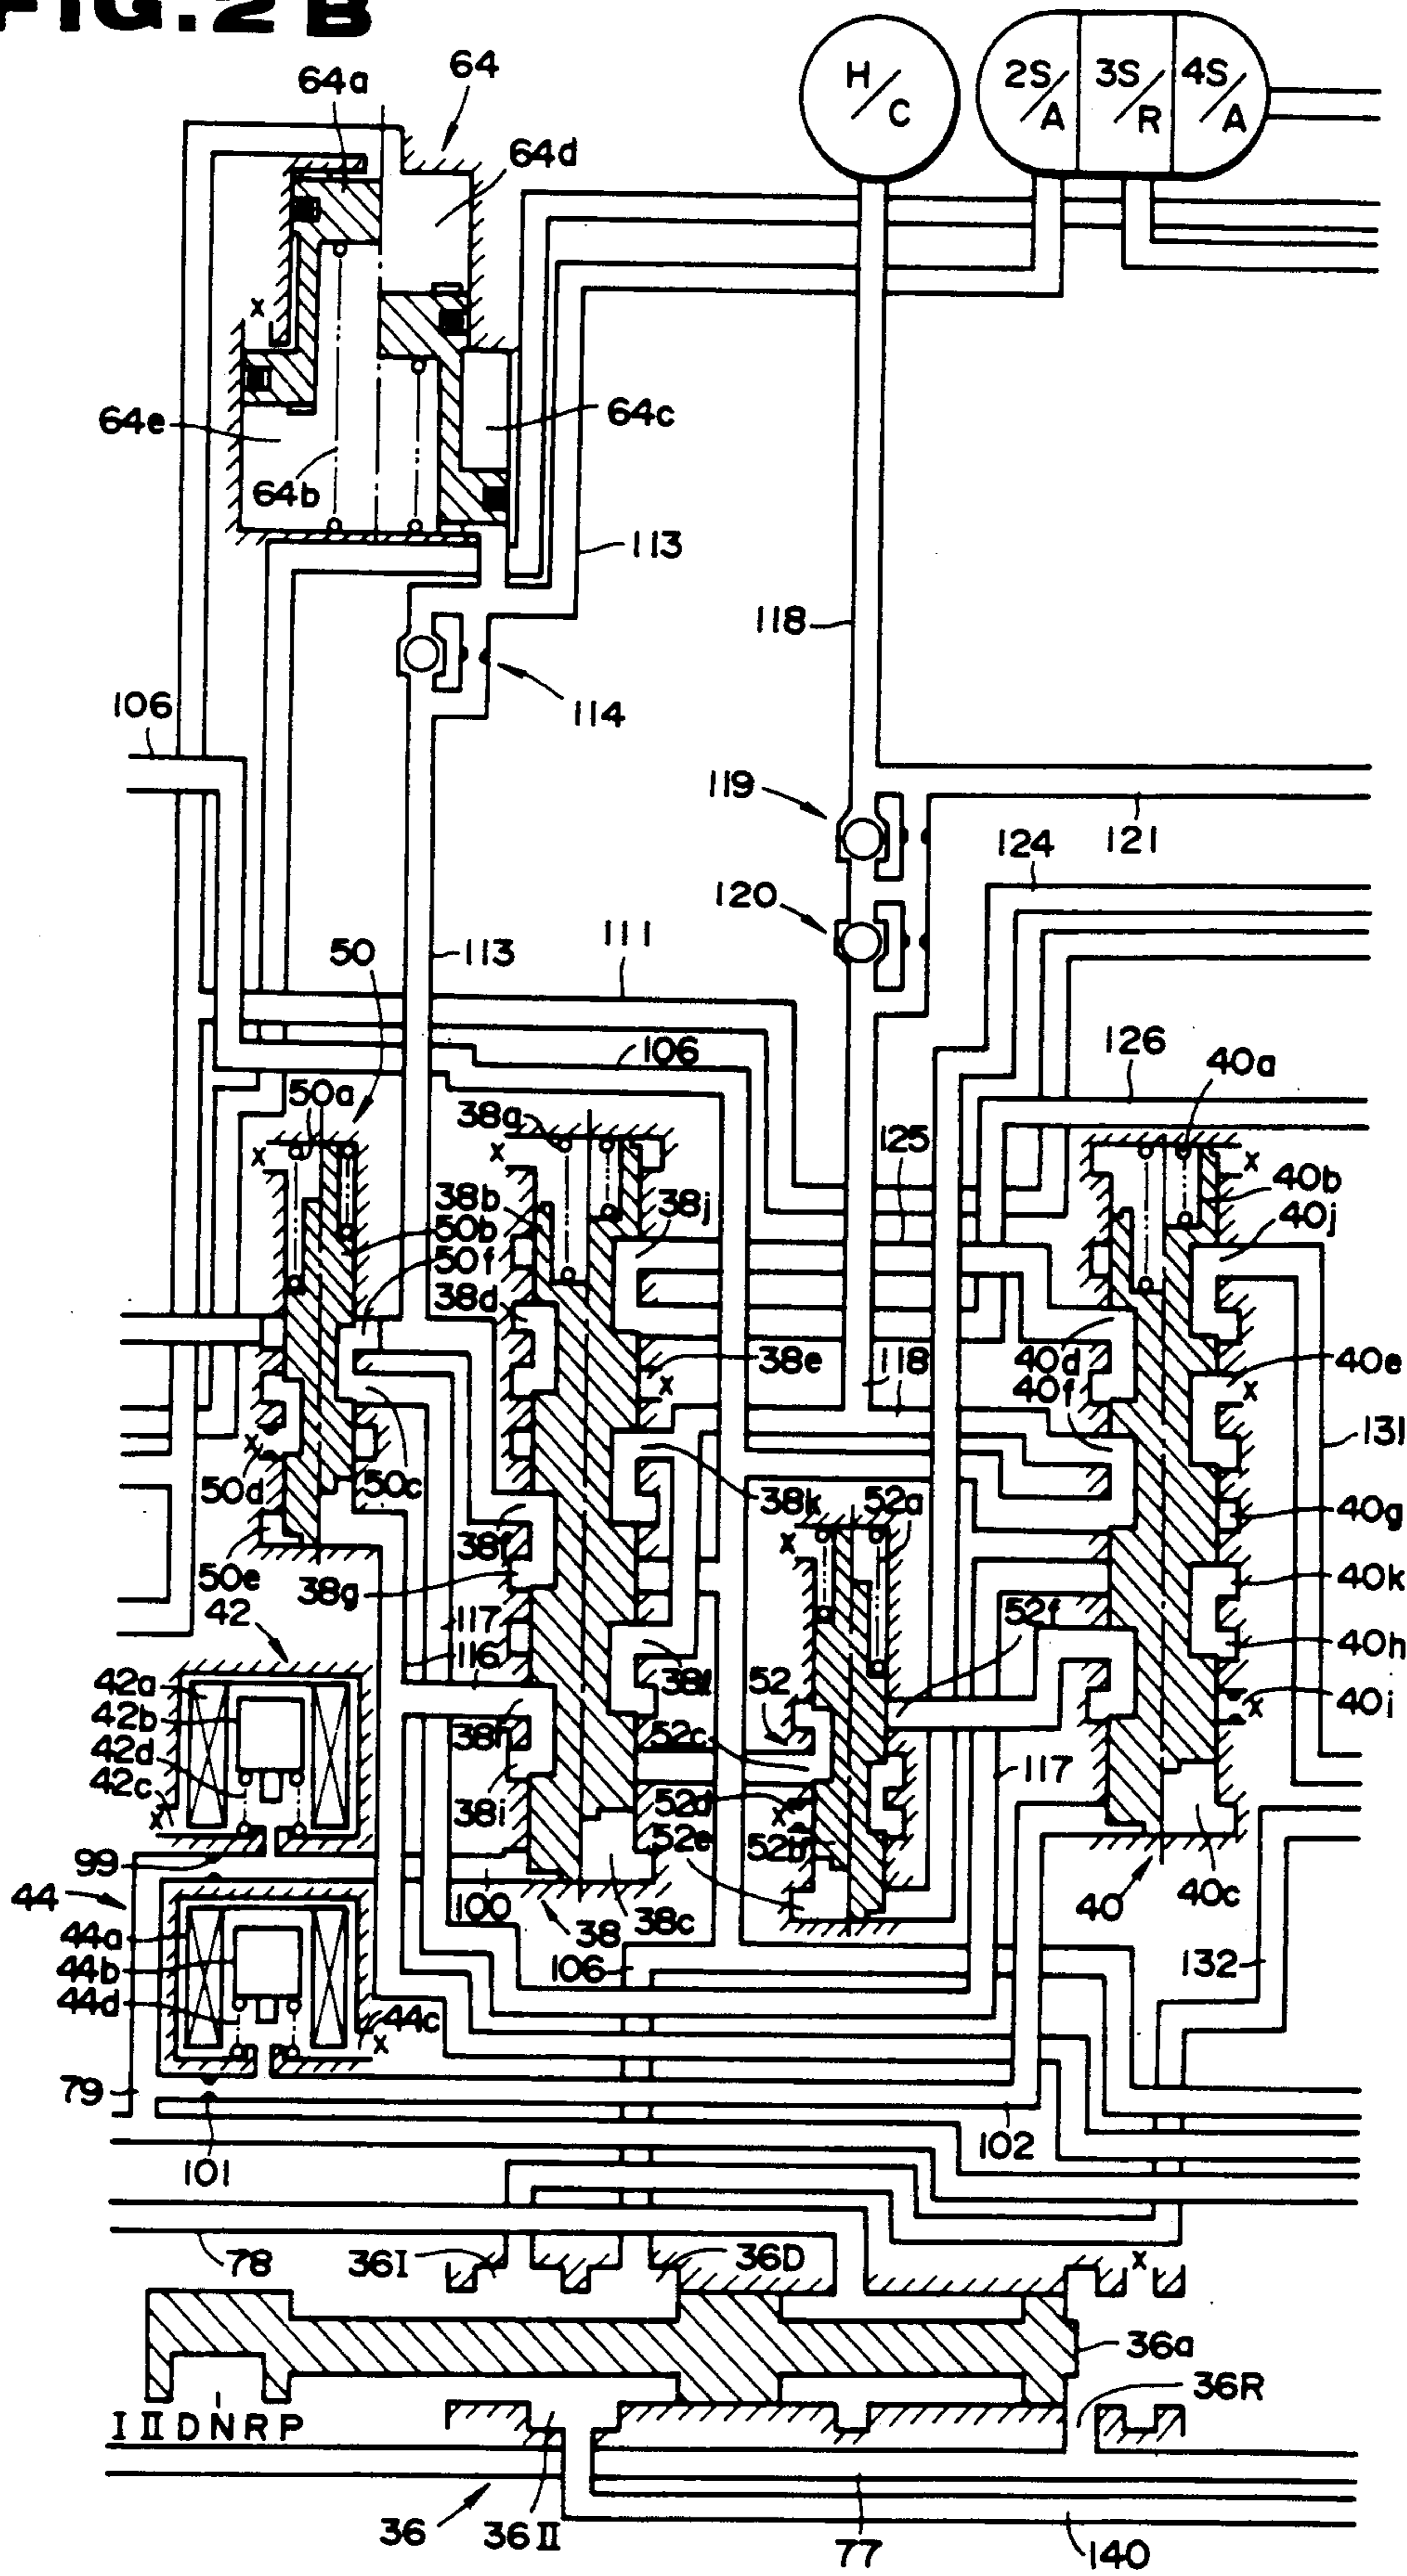 FIG. 2 B
64
64a
64d
H/C
2S/A
3S/R
4S/A
x
64e
64c
64b
113
118
106
114
119
121
124
120
111
50
113
106
126
40a
50a
38a
125
x
x
x
38b
38j
40b
50b
40j
50f
38d
38e
118
40d
40e
x
40f
x
131
x
50d
50c
38k
52a
40g
38f
x
50e
38g
40k
42
117
52f
40h
116
42a
38l
52
40i
42b
38h
x
42d
52c
42c
117
x
38i
52d
x
52e
52b
99
44
100
38
38c
40
40c
44a
44b
106
132
44d
44c
x
79
101
102
78
36I
36D
x
36a
36R
I II D N R P
36
36II
77
140